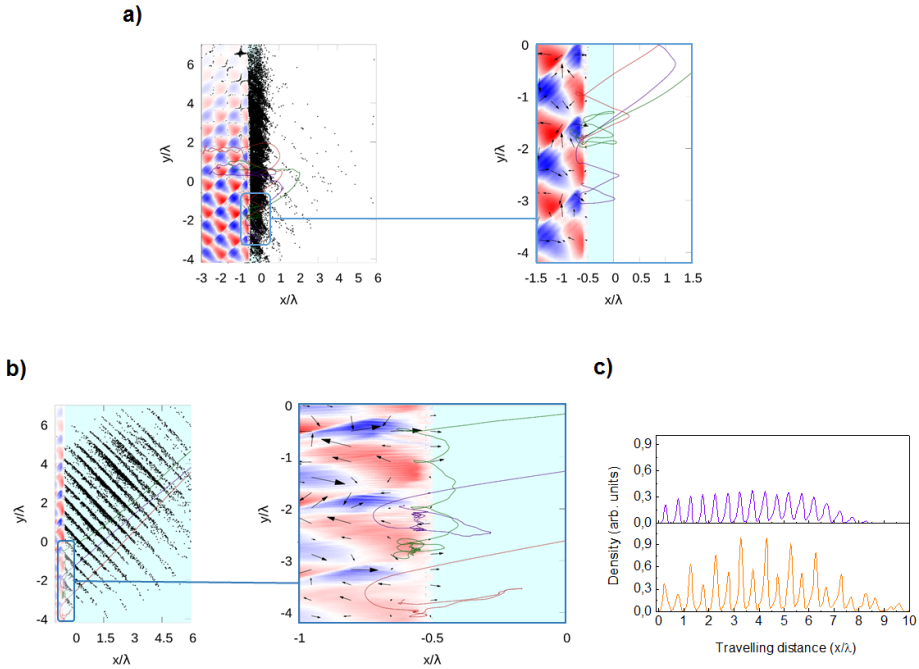 a)
6
4
2
0
-2
-4
y/λ
-3 -2 -1 0 1 2 3 4 5 6
x/λ
0
-1
-2
-3
-4
y/λ
-1.5 -1 -0.5 0 0.5 1 1.5
x/λ
b)
6
4
2
0
-2
-4
y/λ
0 1.5 3 4.5 6
x/λ
0
-1
-2
-3
-4
y/λ
-1 -0.5 0
x/λ
c)
0,9
0,6
0,3
0,0
0,9
0,6
0,3
0,0
Density (arb. units)
0 1 2 3 4 5 6 7 8 9 10
Travelling distance (x/λ)